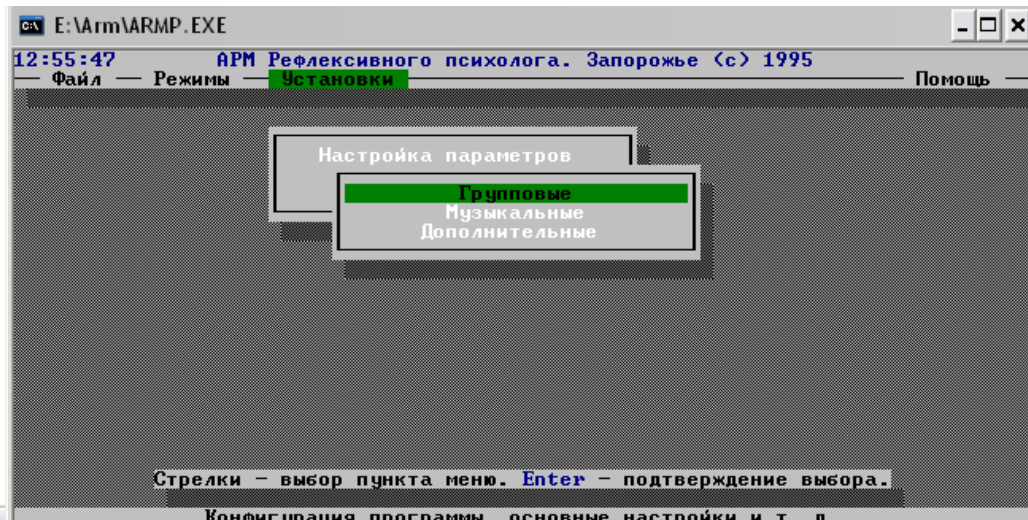 E:\Arm\ARMP.EXE
12:55:47 АРМ Рефлексивного психолога. Запорожье (c) 1995
Файл — Режимы — Установки — Помощь
Настройка параметров
Групповые
Музыкальные
Дополнительные
Стрелки - выбор пункта меню. Enter - подтверждение выбора.
Конфигурация программы, основные настройки и т. д.